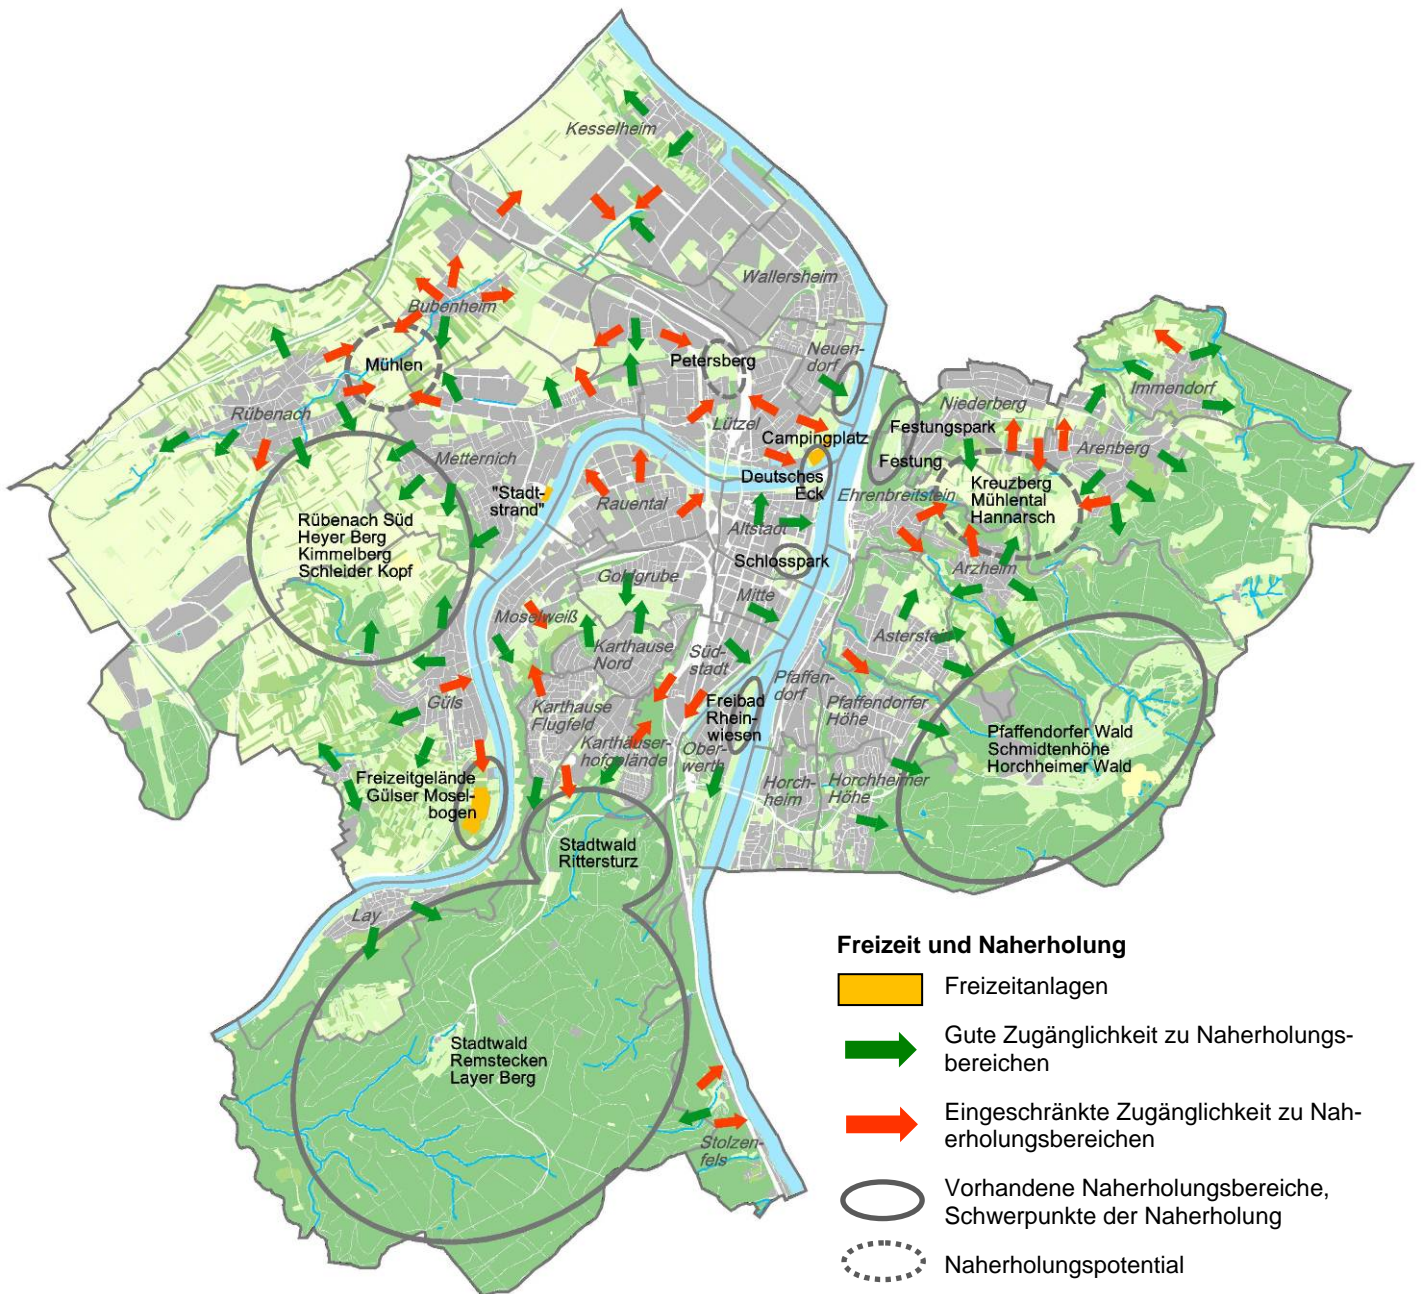 Kesselheim
Wallersheim
Bubenheim
Neuen-
dorf
Mühlen
Petersberg
Immendorf
Rübenach
Lützel
Niederberg
Festungspark
Arenberg
Campingplatz
Metternich
Festung
Deutsches
Eck
Kreuzberg
Mühlental
Hannarsch
"Stadt-
strand"
Rauental
Ehrenbreitstein
Altstadt
Rübenach Süd
Heyer Berg
Kimmelberg
Schleider Kopf
Schlosspark
Arzheim
Goldgrube
Mitte
Moselweiß
Karthause
Nord
Süd-
stadt
Asterstein
Pfaffen-
dorf
Güls
Karthause
Flugfeld
Freibad
Rhein-
wiesen
Pfaffendorfer
Höhe
Karthäuser-
hofgelände
Ober-
werth
Pfaffendorfer Wald
Schmidtenhöhe
Horchheimer Wald
Freizeitgelände
Gülser Mosel-
bogen
Horch-
heim
Horchheimer
Höhe
Stadtwald
Rittersturz
Lay
Stadtwald
Remstecken
Layer Berg
Stolzen-
fels
Freizeit und Naherholung
Freizeitanlagen
Gute Zugänglichkeit zu Naherholungs-
bereichen
Eingeschränkte Zugänglichkeit zu Nah-
erholungsbereichen
Vorhandene Naherholungsbereiche,
Schwerpunkte der Naherholung
Naherholungspotential